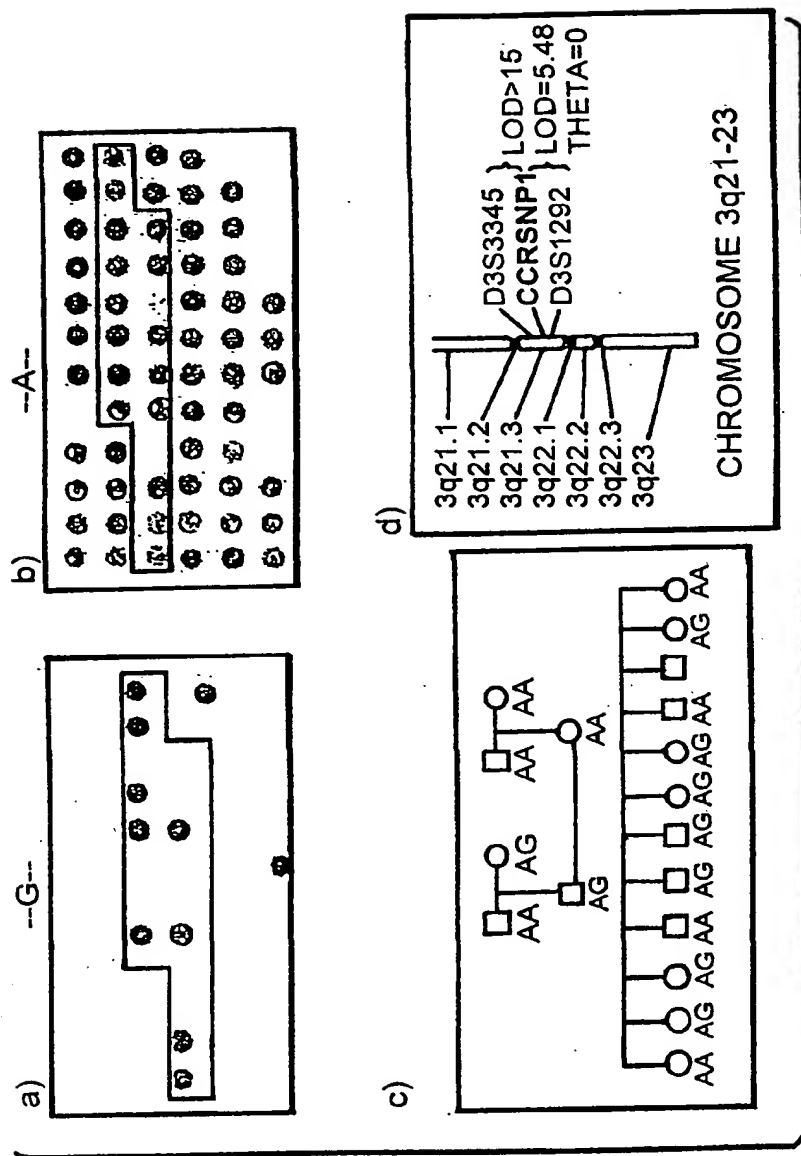 a)
--G--
b)
--A--
c)
AA
AG
AA
AA
AG
AA
AA AG AG AA AG AG AG AG AA AG AA
d)
3q21.1
3q21.2
3q21.3
3q22.1
3q22.2
3q22.3
3q23
D3S3345 }LOD>15
CCRSNP1
D3S1292 }LOD=5.48
THETA=0
CHROMOSOME 3q21-23